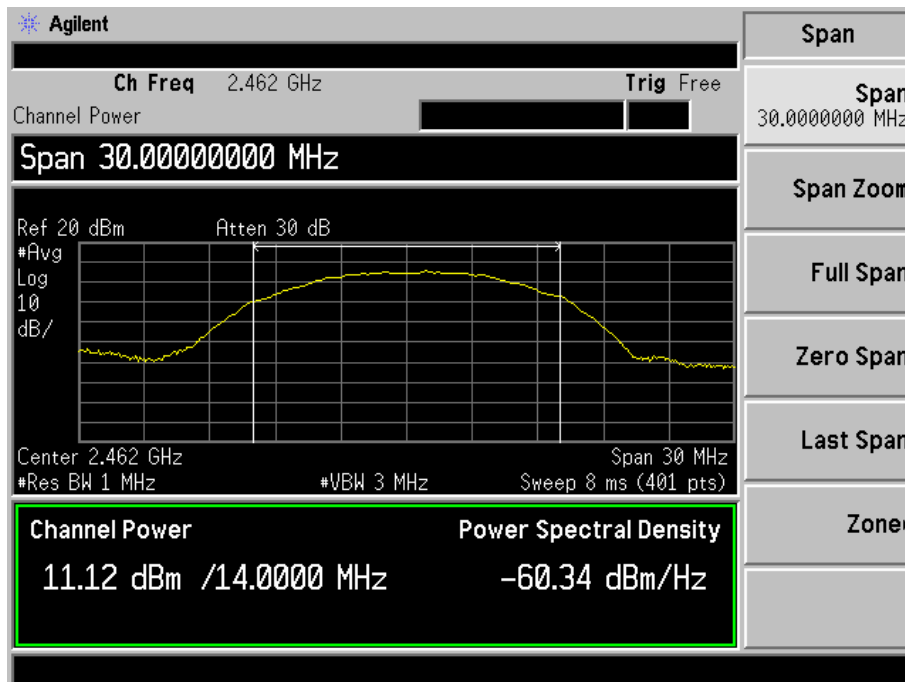 Agilent
Span
Ch Freq 2.462 GHz Trig Free
Channel Power
Span
30.0000000 MHz
Span 30.00000000 MHz
Span Zoom
Ref 20 dBm Atten 30 dB
#Avg
Log
10
dB/
Full Span
Zero Span
Last Span
Center 2.462 GHz Span 30 MHz
#Res BW 1 MHz #VBW 3 MHz Sweep 8 ms (401 pts)
Channel Power Power Spectral Density
Zone
11.12 dBm /14.0000 MHz -60.34 dBm/Hz